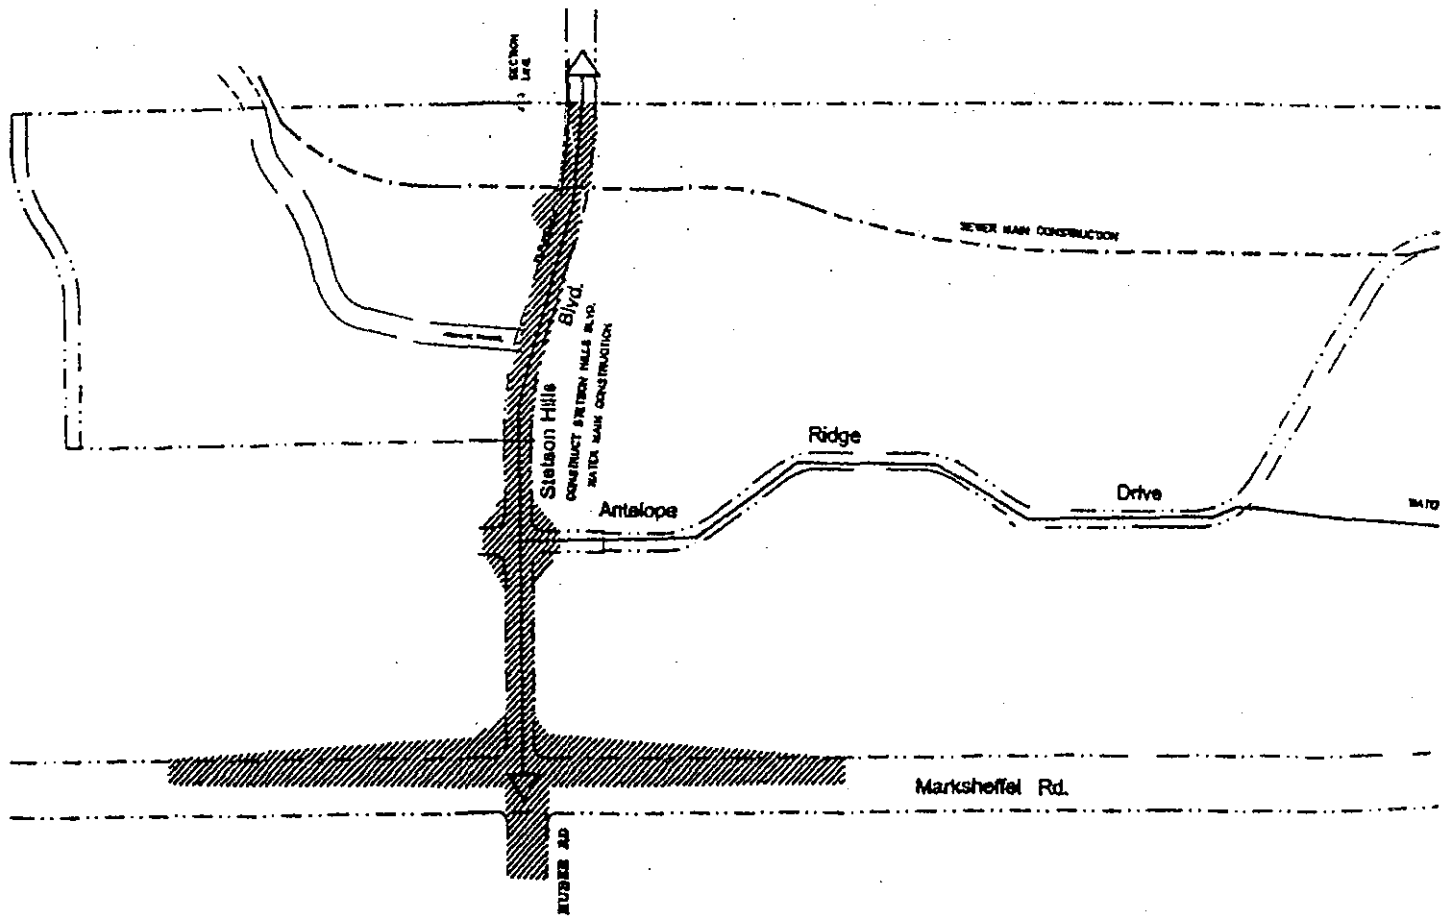 SECTION
LINE
SEWER MAIN CONSTRUCTION
Stetson Hills Blvd.
CONSTRUCT STETSON HILLS BLVD.
WATER MAIN CONSTRUCTION
Antelope Ridge Drive
Marksheffel Rd.
HUBER RD